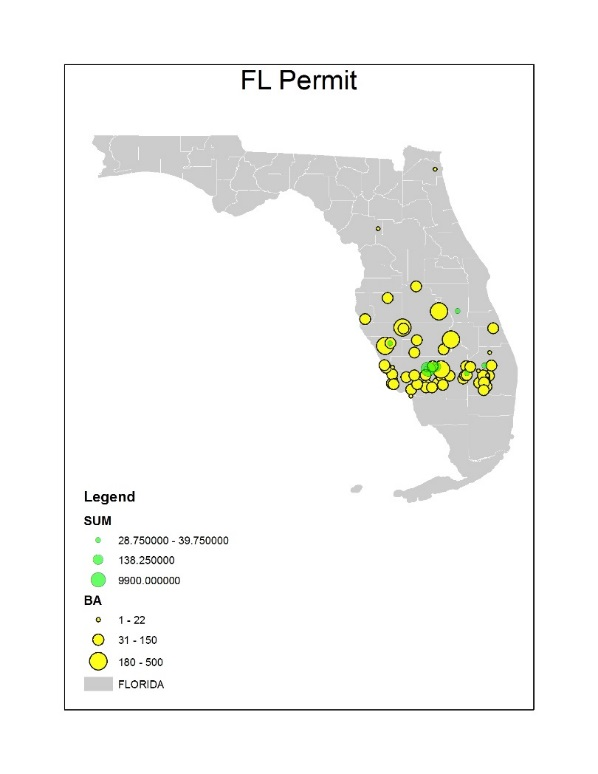 FL Permit
Legend
SUM
28.750000 - 39.750000
138.250000
9900.000000
BA
1 - 22
31 - 150
180 - 500
FLORIDA